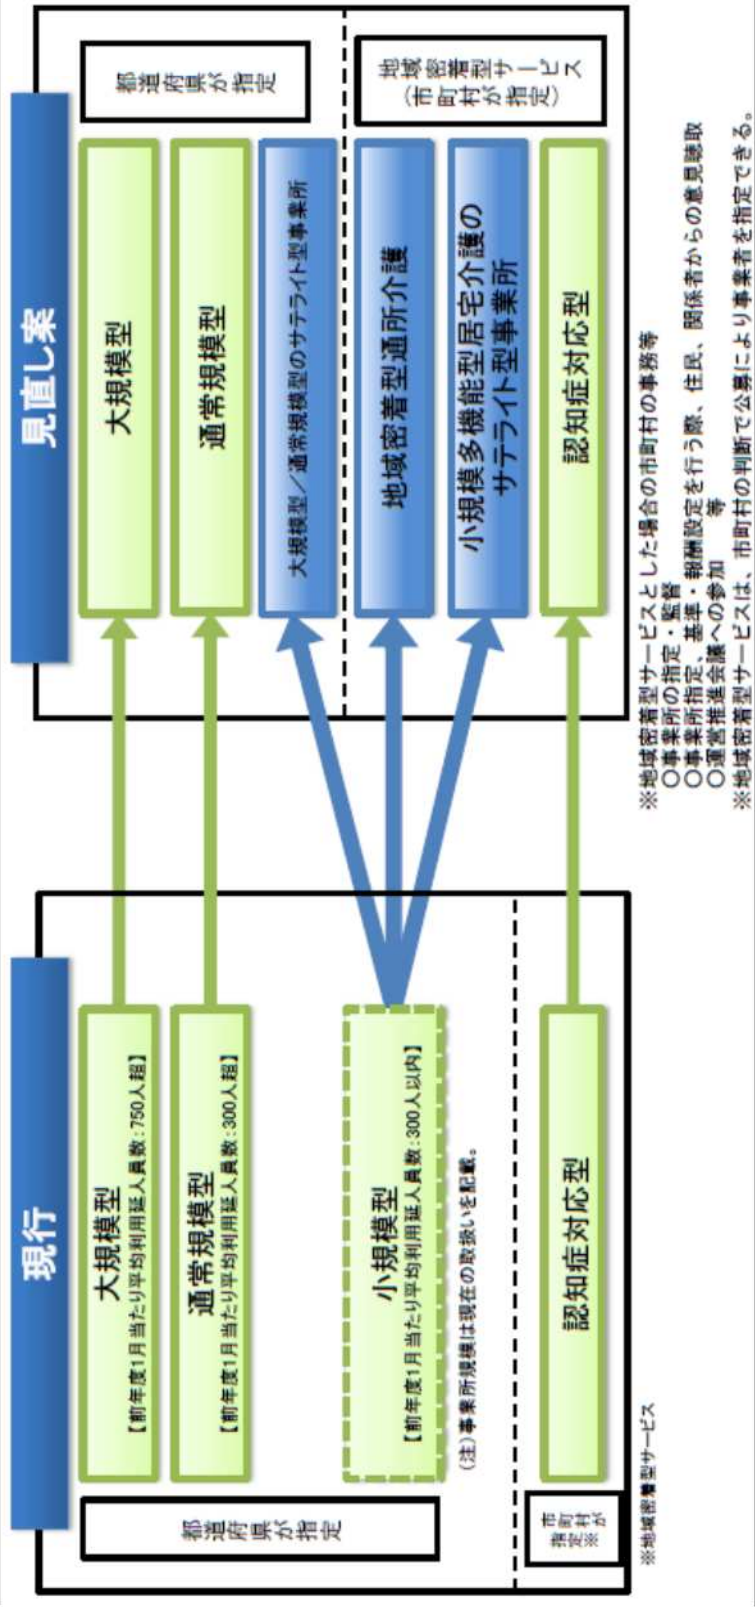 現行
都道府県が指定
大規模型
【前年度1月当たり平均利用延人員数：750人超】
通常規模型
【前年度1月当たり平均利用延人員数：300人超】
小規模型
【前年度1月当たり平均利用延人員数：300人以内】
（注）事業所規模は現在の取扱いを記載。
市町村が
指定※
認知症対応型
※地域密着型サービス
見直し案
大規模型
都道府県が指定
通常規模型
大規模型／通常規模型のサテライト型事業所
地域密着型通所介護
地域密着型サービス
（市町村が指定）
小規模多機能型居宅介護の
サテライト型事業所
認知症対応型
※地域密着型サービスとした場合の市町村の事務等
○事業所の指定・監督
○事業所指定、基準・報酬設定を行う際、住民、関係者からの意見聴取
○運営推進会議への参加　　等
※地域密着型サービスは、市町村の判断で公募により事業者を指定できる。